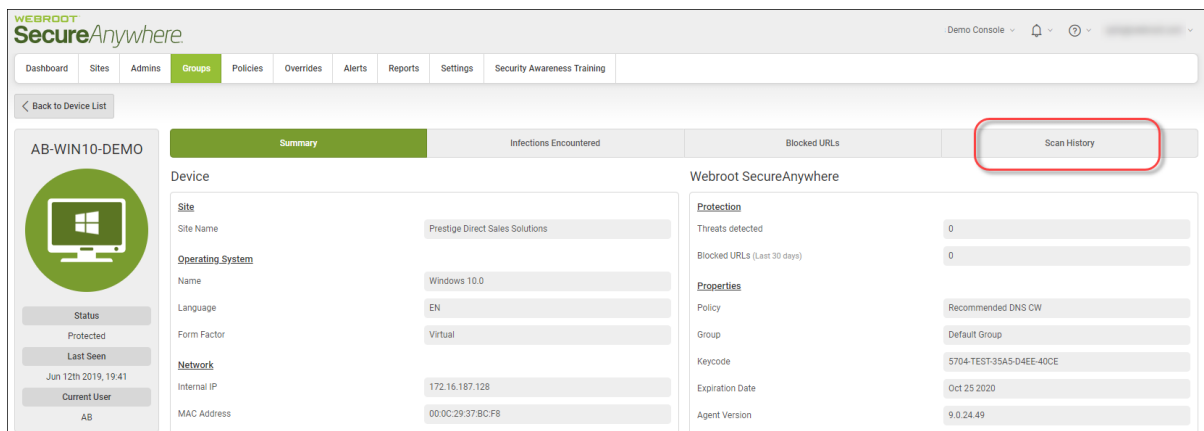 WEBROOT
SecureAnywhere.
Demo Console
Dashboard Sites Admins Groups Policies Overrides Alerts Reports Settings Security Awareness Training
Back to Device List
AB-WIN10-DEMO
Status
Protected
Last Seen
Jun 12th 2019, 19:41
Current User
AB
Summary Infections Encountered Blocked URLs Scan History
Device
Site
Site Name Prestige Direct Sales Solutions
Operating System
Name Windows 10.0
Language EN
Form Factor Virtual
Network
Internal IP 172.16.187.128
MAC Address 00:0C:29:37:BC:F8
Webroot SecureAnywhere
Protection
Threats detected 0
Blocked URLs (Last 30 days) 0
Properties
Policy Recommended DNS CW
Group Default Group
Keycode 5704-TEST-35A5-D4EE-40CE
Expiration Date Oct 25 2020
Agent Version 9.0.24.49